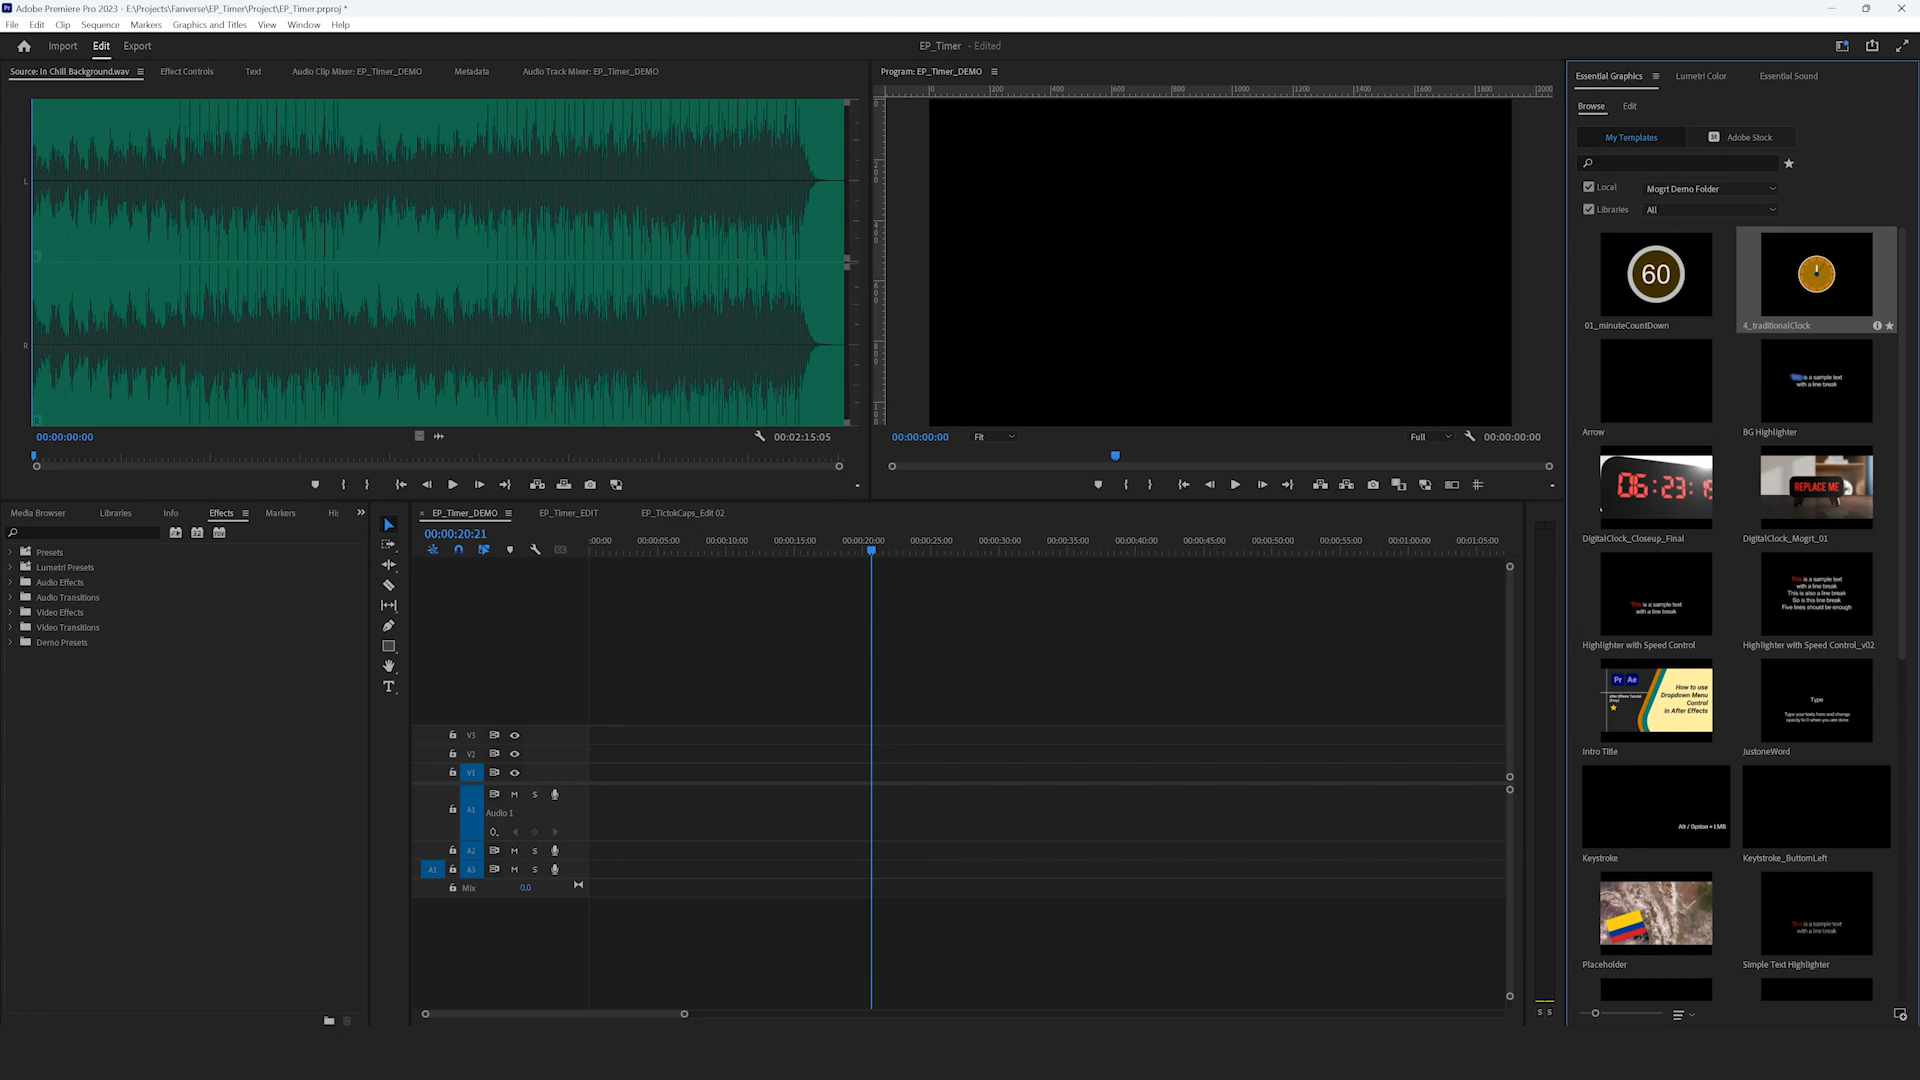 Adobe Premiere Pro 2023 - E:\Projects\Fanverse\EP_Timer\Project\EP_Timer.prproj *
File Edit Clip Sequence Markers Graphics and Titles View Window Help
Import Edit Export
EP_Timer - Edited
Source: In Chill Background.wav
Effect Controls
Text
Audio Clip Mixer: EP_Timer_DEMO
Metadata
Audio Track Mixer: EP_Timer_DEMO
L
R
00:00:00:00
00:02:15:05
Program: EP_Timer_DEMO
0 200 400 600 800 1000 1200 1400 1600 1800 2000
00:00:00:00
Fit
Full
00:00:00:00
Media Browser
Libraries
Info
Effects
Markers
His
Presets
Lumetri Presets
Audio Effects
Audio Transitions
Video Effects
Video Transitions
Demo Presets
EP_Timer_DEMO
EP_Timer_EDIT
EP_TictokCaps_Edit 02
00:00:20:21
:00:00 00:00:05:00 00:00:10:00 00:00:15:00 00:00:20:00 00:00:25:00 00:00:30:00 00:00:35:00 00:00:40:00 00:00:45:00 00:00:50:00 00:00:55:00 00:01:00:00 00:01:05:00
V3
V2
V1
A1 M S
Audio 1
A2 M S
A1 A3 M S
Mix 0.0
S S
Essential Graphics
Lumetri Color
Essential Sound
Browse
Edit
My Templates
St Adobe Stock
Local
Mogrt Demo Folder
Libraries
All
60
01_minuteCountDown
4_traditionalClock
Arrow
This is a sample text
with a line break
BG Highlighter
06:23:15
DigitalClock_Closeup_Final
REPLACE ME
DigitalClock_Mogrt_01
This is a sample text
with a line break
Highlighter with Speed Control
This is a sample text
with a line break
This is also a line break
So is this line break
Five lines should be enough
Highlighter with Speed Control_v02
Pr Ae
How to use
Dropdown Menu
Control
in After Effects
Intro Title
Type
Type your texts here and change
opacity to 0 when you are done
JustoneWord
Alt / Option + LMB
Keystroke
Keytstroke_ButtomLeft
Placeholder
This is a sample text
with a line break
Simple Text Highlighter